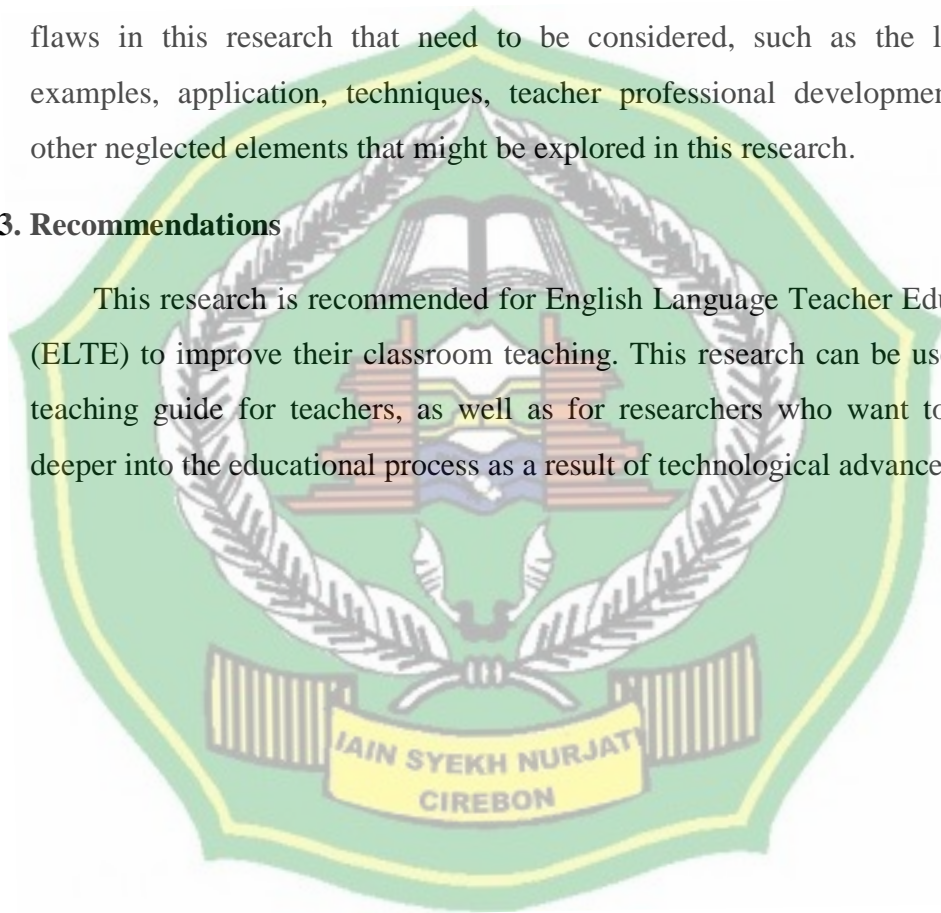 flaws in this research that need to be considered, such as the l
examples, application, techniques, teacher professional developmen
other neglected elements that might be explored in this research.
3. Recommendations
This research is recommended for English Language Teacher Edu
(ELTE) to improve their classroom teaching. This research can be us
teaching guide for teachers, as well as for researchers who want to
deeper into the educational process as a result of technological advance
IAIN SYEKH NURJATI
CIREBON